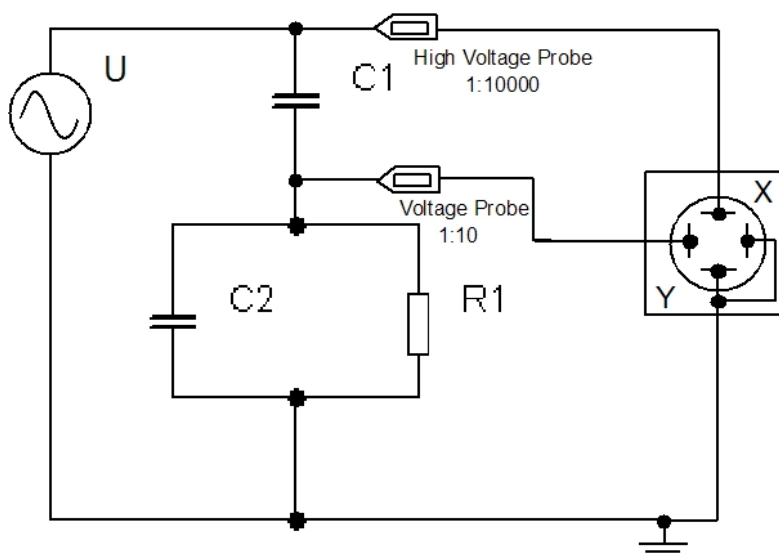 U
C1
High Voltage Probe
1:10000
Voltage Probe
1:10
X
Y
C2
R1